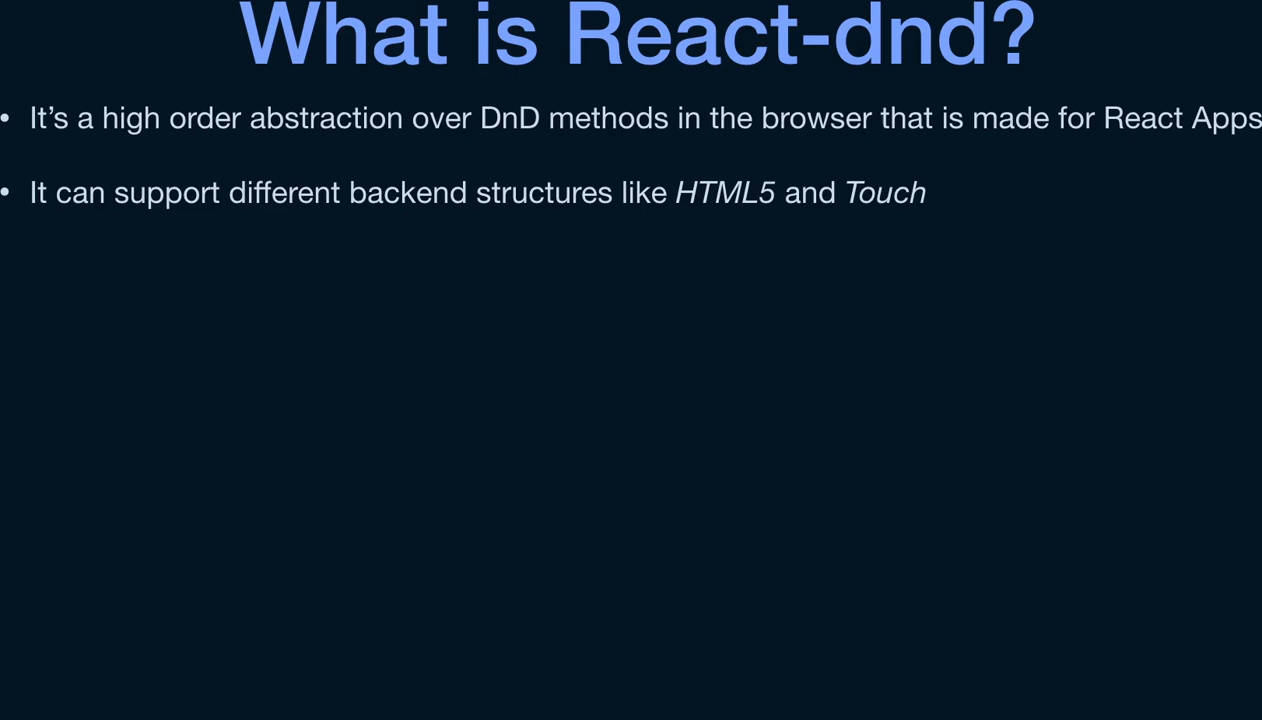 What is React-dnd?
• It’s a high order abstraction over DnD methods in the browser that is made for React Apps
• It can support different backend structures like HTML5 and Touch